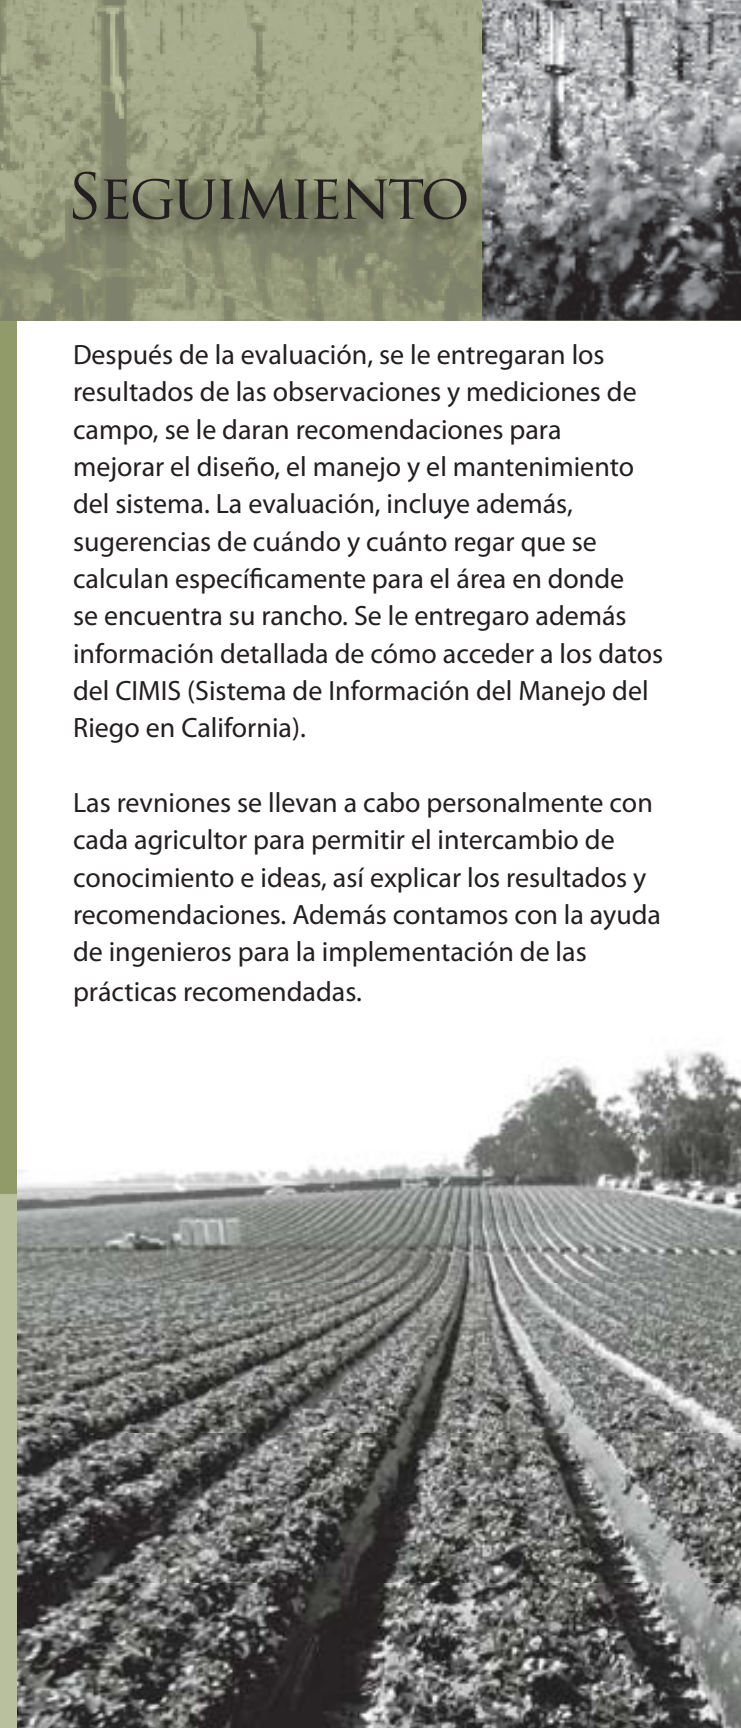 SEGUIMIENTO
Después de la evaluación, se le entregaran los
resultados de las observaciones y mediciones de
campo, se le daran recomendaciones para
mejorar el diseño, el manejo y el mantenimiento
del sistema. La evaluación, incluye además,
sugerencias de cuándo y cuánto regar que se
calculan específicamente para el área en donde
se encuentra su rancho. Se le entregaro además
información detallada de cómo acceder a los datos
del CIMIS (Sistema de Información del Manejo del
Riego en California).
Las revniones se llevan a cabo personalmente con
cada agricultor para permitir el intercambio de
conocimiento e ideas, así explicar los resultados y
recomendaciones. Además contamos con la ayuda
de ingenieros para la implementación de las
prácticas recomendadas.